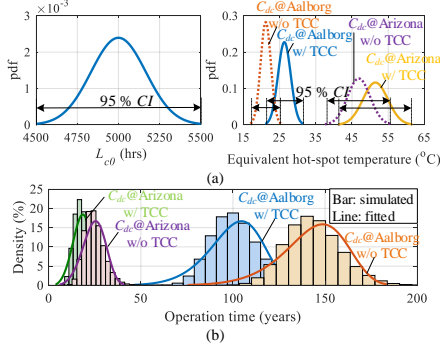 ×10⁻³
3
2
1
0
pdf
95 % CI
4500
4750
5000
5250
5500
L_c0 (hrs)
C_dc@Aalborg
w/o TCC
C_dc@Aalborg
w/ TCC
C_dc@Arizona
w/o TCC
C_dc@Arizona
w/ TCC
0.3
0.2
0.1
0
pdf
95 % CI
15
25
35
45
55
65
Equivalent hot-spot temperature (°C)
(a)
25
20
15
10
5
0
Density (%)
C_dc@Arizona
w/ TCC
C_dc@Arizona
w/o TCC
C_dc@Aalborg
w/ TCC
Bar: simulated
Line: fitted
C_dc@Aalborg
w/o TCC
0
50
100
150
200
Operation time (years)
(b)